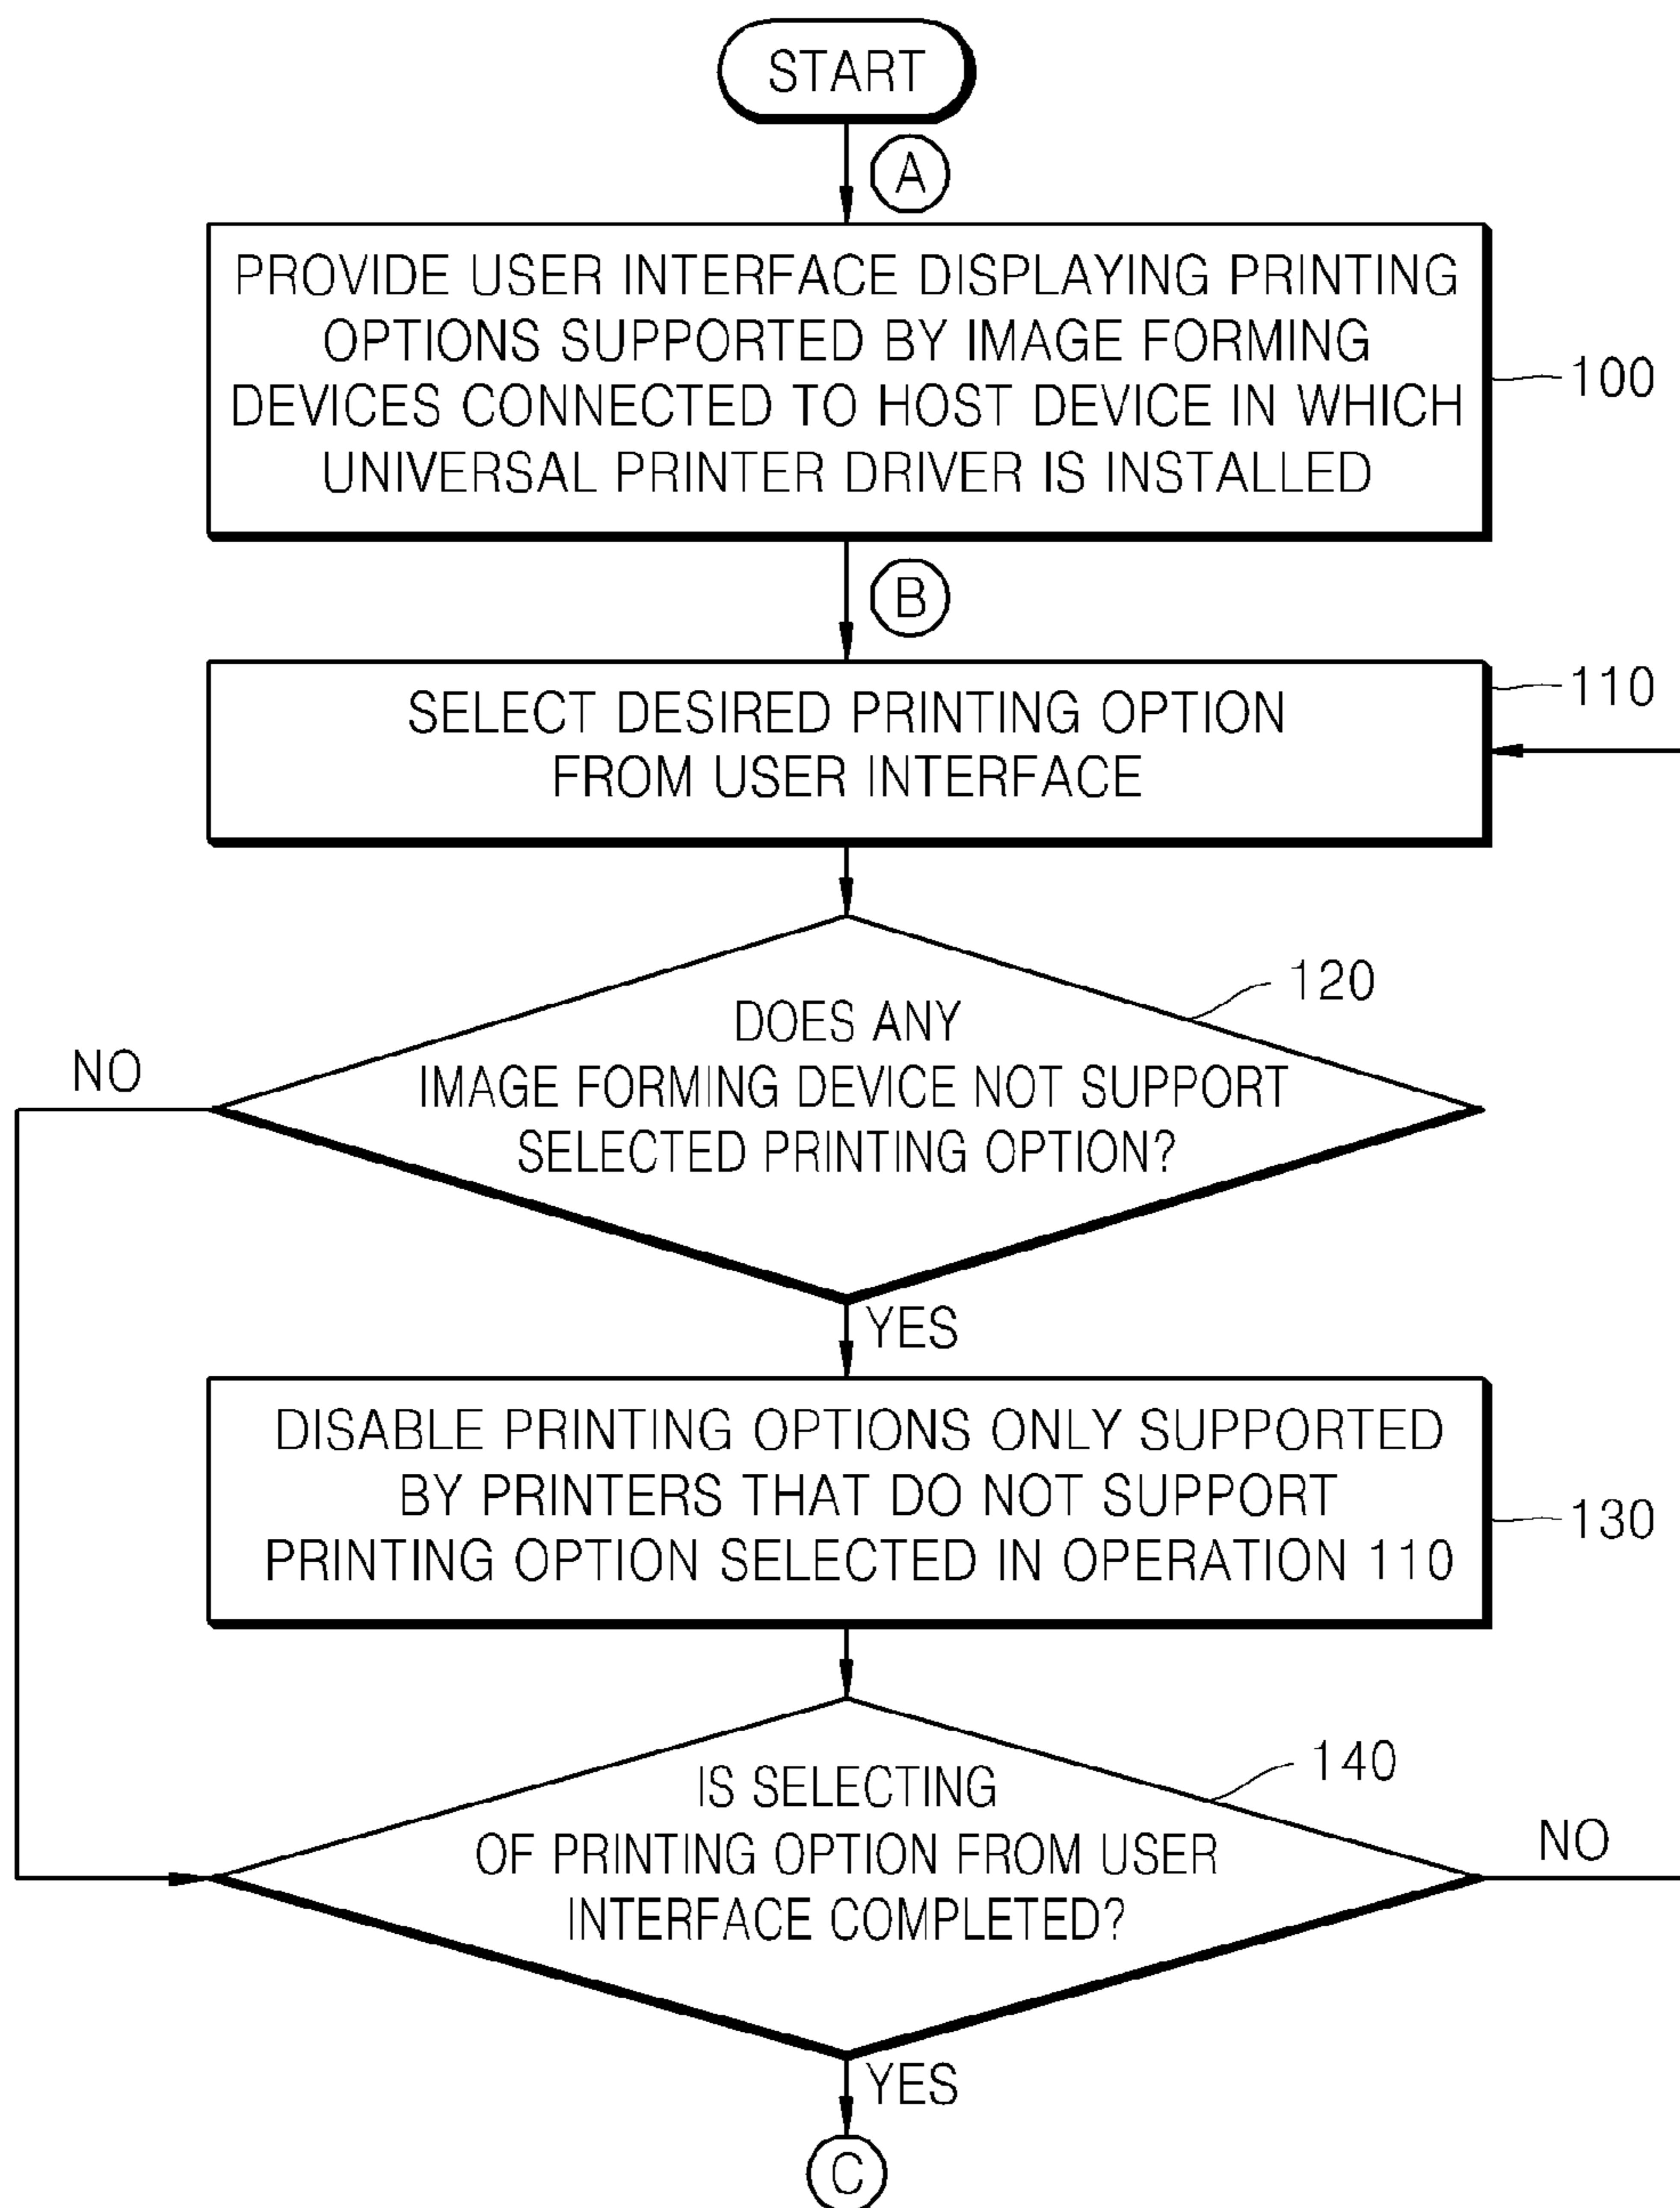 START
A
PROVIDE USER INTERFACE DISPLAYING PRINTING
OPTIONS SUPPORTED BY IMAGE FORMING
DEVICES CONNECTED TO HOST DEVICE IN WHICH
UNIVERSAL PRINTER DRIVER IS INSTALLED
100
B
SELECT DESIRED PRINTING OPTION
FROM USER INTERFACE
110
DOES ANY
IMAGE FORMING DEVICE NOT SUPPORT
SELECTED PRINTING OPTION?
120
NO
YES
DISABLE PRINTING OPTIONS ONLY SUPPORTED
BY PRINTERS THAT DO NOT SUPPORT
PRINTING OPTION SELECTED IN OPERATION 110
130
IS SELECTING
OF PRINTING OPTION FROM USER
INTERFACE COMPLETED?
140
NO
YES
C